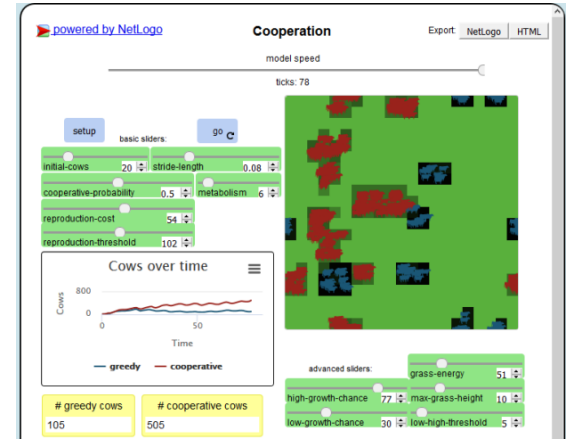 powered by NetLogo
Cooperation
Export: NetLogo HTML
model speed
ticks: 78
setup
basic sliders:
go
initial-cows 20
stride-length 0.08
cooperative-probability 0.5
metabolism 6
reproduction-cost 54
reproduction-threshold 102
Cows over time
Cows
800
0
0
50
Time
greedy
cooperative
# greedy cows
105
# cooperative cows
505
advanced sliders:
grass-energy 51
high-growth-chance 77
max-grass-height 10
low-growth-chance 30
low-high-threshold 5